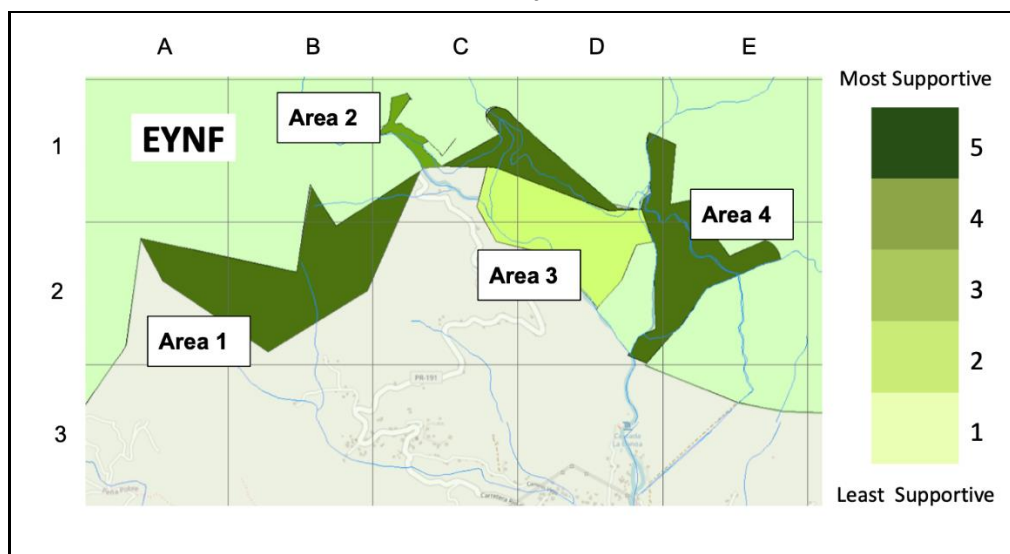 A B C D E
Most Supportive
Area 2
EYNF
1
5
4
Area 4
3
Area 3
2
2
Area 1
1
PR-191
3
Least Supportive